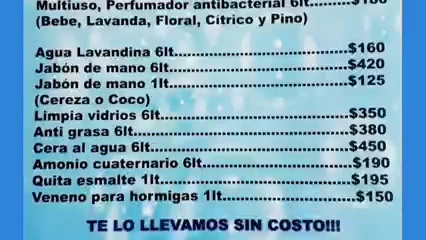 Multiuso, Perfumador antibacterial 6lt.......$180
(Bebe, Lavanda, Floral, Citrico y Pino)
Agua Lavandina 6lt.............................$160
Jabón de mano 6lt.............................$420
Jabón de mano 1lt.............................$125
(Cereza o Coco)
Limpia vidrios 6lt..............................$350
Anti grasa 6lt...................................$380
Cera al agua 6lt................................$450
Amonio cuaternario 6lt.......................$190
Quita esmalte 1lt..............................$195
Veneno para hormigas 1lt...................$150
TE LO LLEVAMOS SIN COSTO!!!